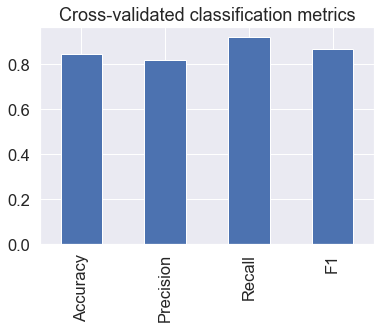 Cross-validated classification metrics
0.8
0.6
0.4
0.2
0.0
Accuracy
Precision
Recall
F1